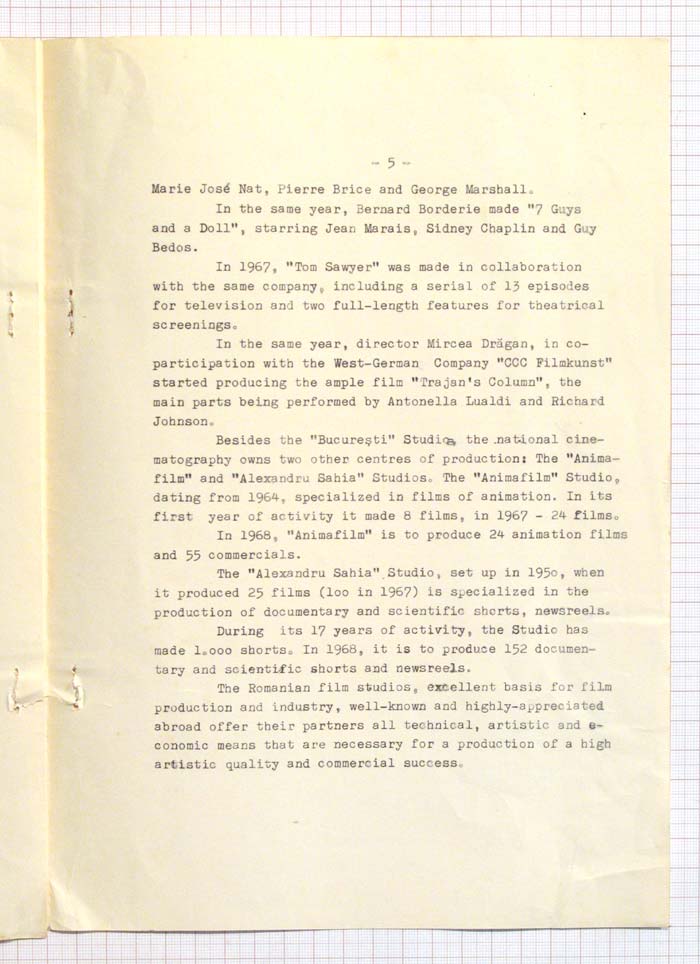 - 5 -
Marie José Nat, Pierre Brice and George Marshall.
In the same year, Bernard Borderie made "7 Guys
and a Doll", starring Jean Marais, Sidney Chaplin and Guy
Bedos.
In 1967, "Tom Sawyer" was made in collaboration
with the same company, including a serial of 13 episodes
for television and two full-length features for theatrical
screenings.
In the same year, director Mircea Drăgan, in co-
participation with the West-German Company "CCC Filmkunst"
started producing the ample film "Trajan's Column", the
main parts being performed by Antonella Lualdi and Richard
Johnson.
Besides the "Bucureşti" Studio, the national cine-
matography owns two other centres of production: The "Anima-
film" and "Alexandru Sahia" Studios. The "Animafilm" Studio,
dating from 1964, specialized in films of animation. In its
first year of activity it made 8 films, in 1967 - 24 films.
In 1968, "Animafilm" is to produce 24 animation films
and 55 commercials.
The "Alexandru Sahia" Studio, set up in 195o, when
it produced 25 films (loo in 1967) is specialized in the
production of documentary and scientific shorts, newsreels.
During its 17 years of activity, the Studio has
made l.ooo shorts. In 1968, it is to produce 152 documen-
tary and scientific shorts and newsreels.
The Romanian film studios, excellent basis for film
production and industry, well-known and highly-appreciated
abroad offer their partners all technical, artistic and e-
conomic means that are necessary for a production of a high
artistic quality and commercial success.